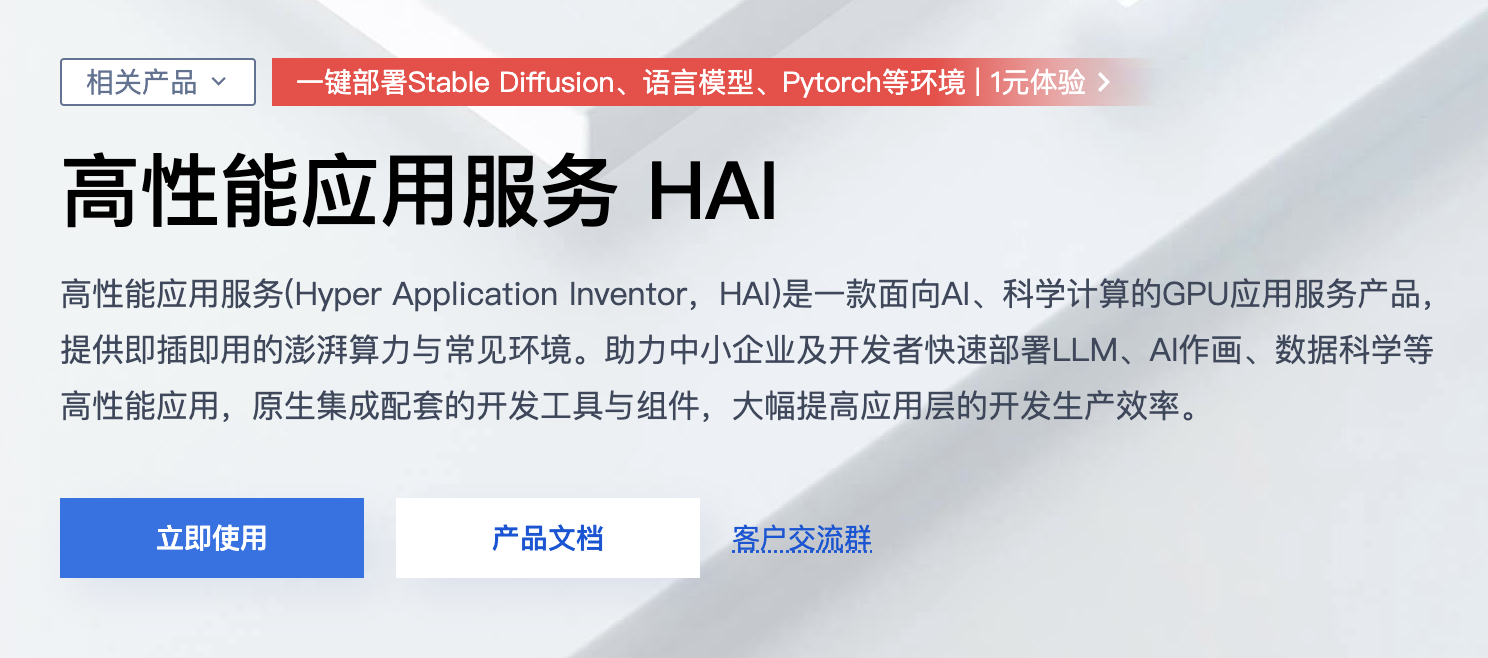 相关产品
一键部署Stable Diffusion、语言模型、Pytorch等环境 | 1元体验
高性能应用服务 HAI
高性能应用服务(Hyper Application Inventor，HAI)是一款面向AI、科学计算的GPU应用服务产品，
提供即插即用的澎湃算力与常见环境。助力中小企业及开发者快速部署LLM、AI作画、数据科学等
高性能应用，原生集成配套的开发工具与组件，大幅提高应用层的开发生产效率。
立即使用
产品文档
客户交流群